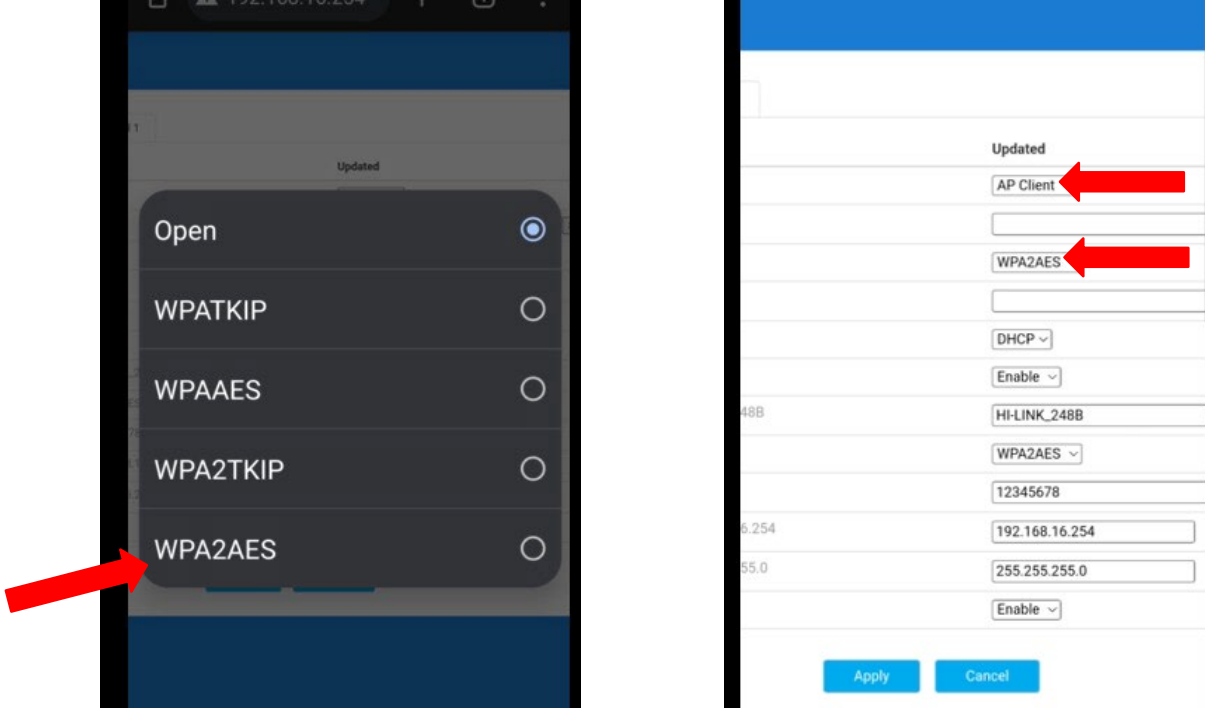 192.168.16.254
Updated
Open
WPATKIP
WPAAES
WPA2TKIP
WPA2AES
Updated
AP Client
WPA2AES
DHCP
Enable
48B
HI-LINK_248B
WPA2AES
12345678
6.254
192.168.16.254
55.0
255.255.255.0
Enable
Apply
Cancel